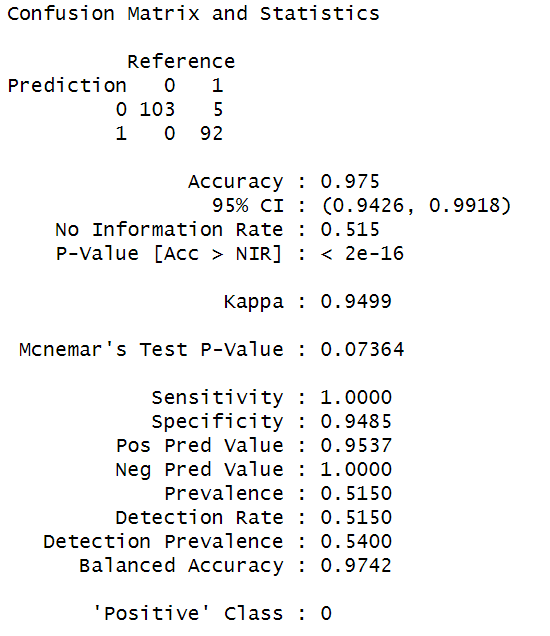 Confusion Matrix and Statistics
Reference
Prediction 0 1
0 103 5
1 0 92
Accuracy : 0.975
95% CI : (0.9426, 0.9918)
No Information Rate : 0.515
P-Value [Acc > NIR] : < 2e-16
Kappa : 0.9499
Mcnemar's Test P-Value : 0.07364
Sensitivity : 1.0000
Specificity : 0.9485
Pos Pred Value : 0.9537
Neg Pred Value : 1.0000
Prevalence : 0.5150
Detection Rate : 0.5150
Detection Prevalence : 0.5400
Balanced Accuracy : 0.9742
'Positive' Class : 0